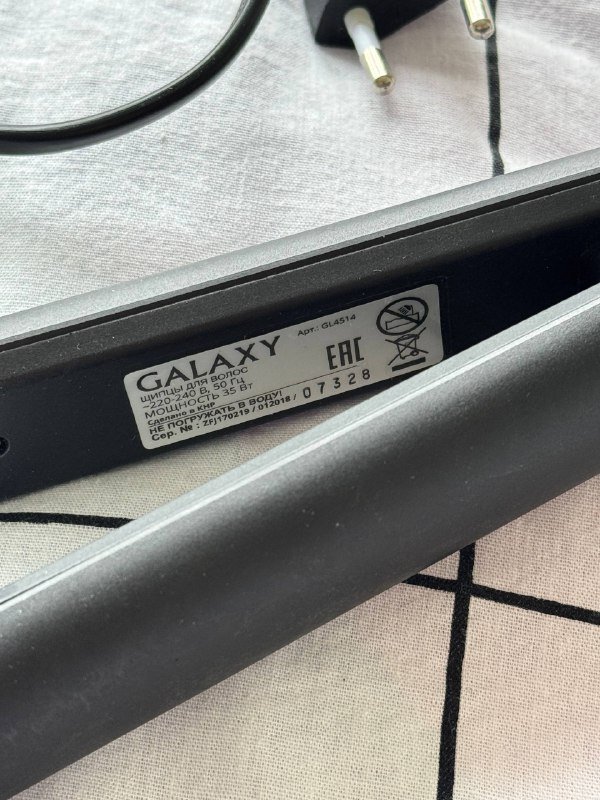 GALAXY
Арт.: GL4514
ЩИПЦЫ ДЛЯ ВОЛОС
~220-240 В, 50 Гц
МОЩНОСТЬ 35 Вт
Сделано в КНР
НЕ ПОГРУЖАТЬ В ВОДУ!
Сер. № : ZFJ170219 / 012018 / 07328
EAC